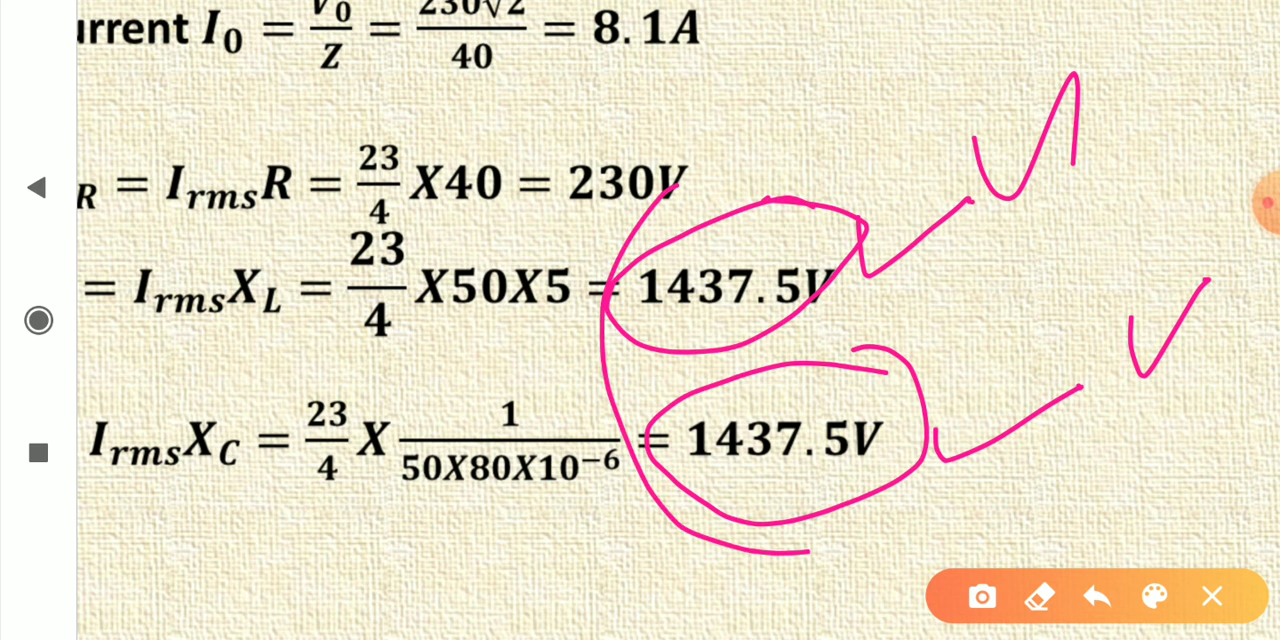 urrent I₀ = V₀/Z = 230√2/40 = 8.1A
R = IrmsR = 23/4 X40 = 230V
= IrmsXL = 23/4 X50X5 = 1437.5V
IrmsXC = 23/4 X 1/50X80X10⁻⁶ = 1437.5V